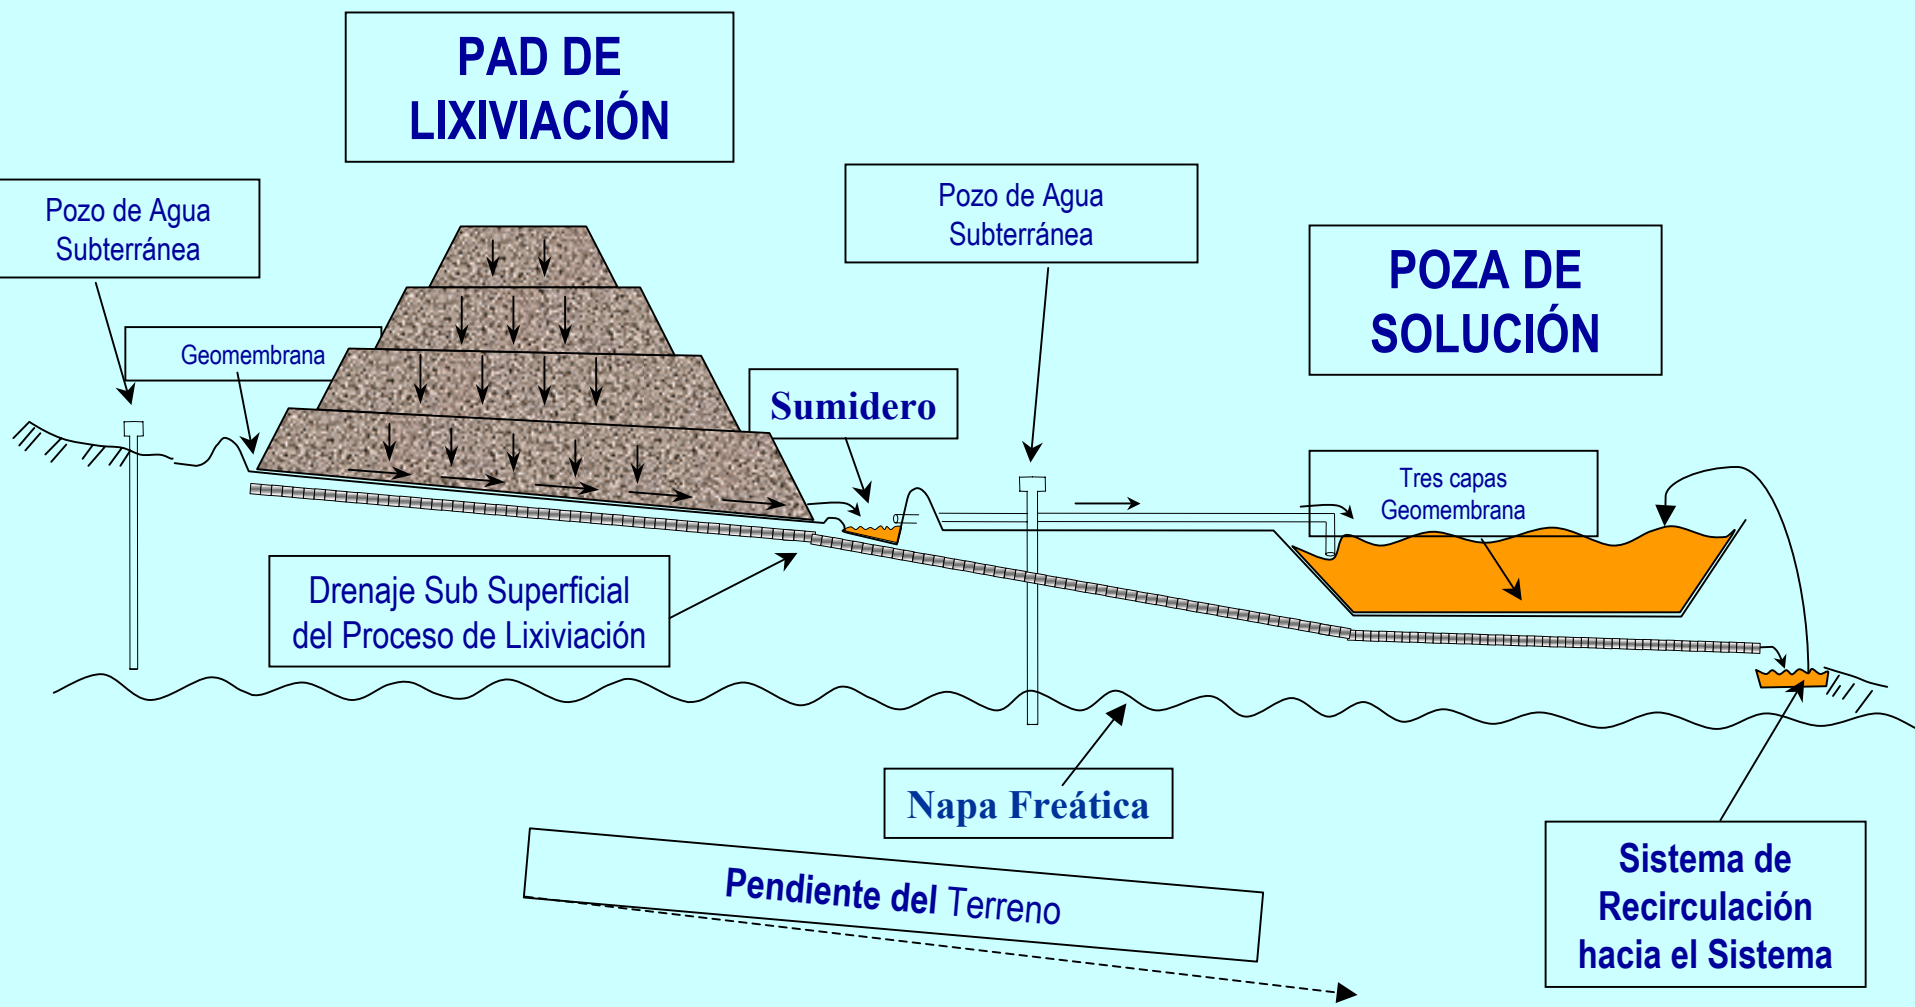 PAD DE
LIXIVIACIÓN
Pozo de Agua
Subterránea
Pozo de Agua
Subterránea
POZA DE
SOLUCIÓN
Geomembrana
Sumidero
Tres capas
Geomembrana
Drenaje Sub Superficial
del Proceso de Lixiviación
Napa Freática
Pendiente del Terreno
Sistema de
Recirculación
hacia el Sistema